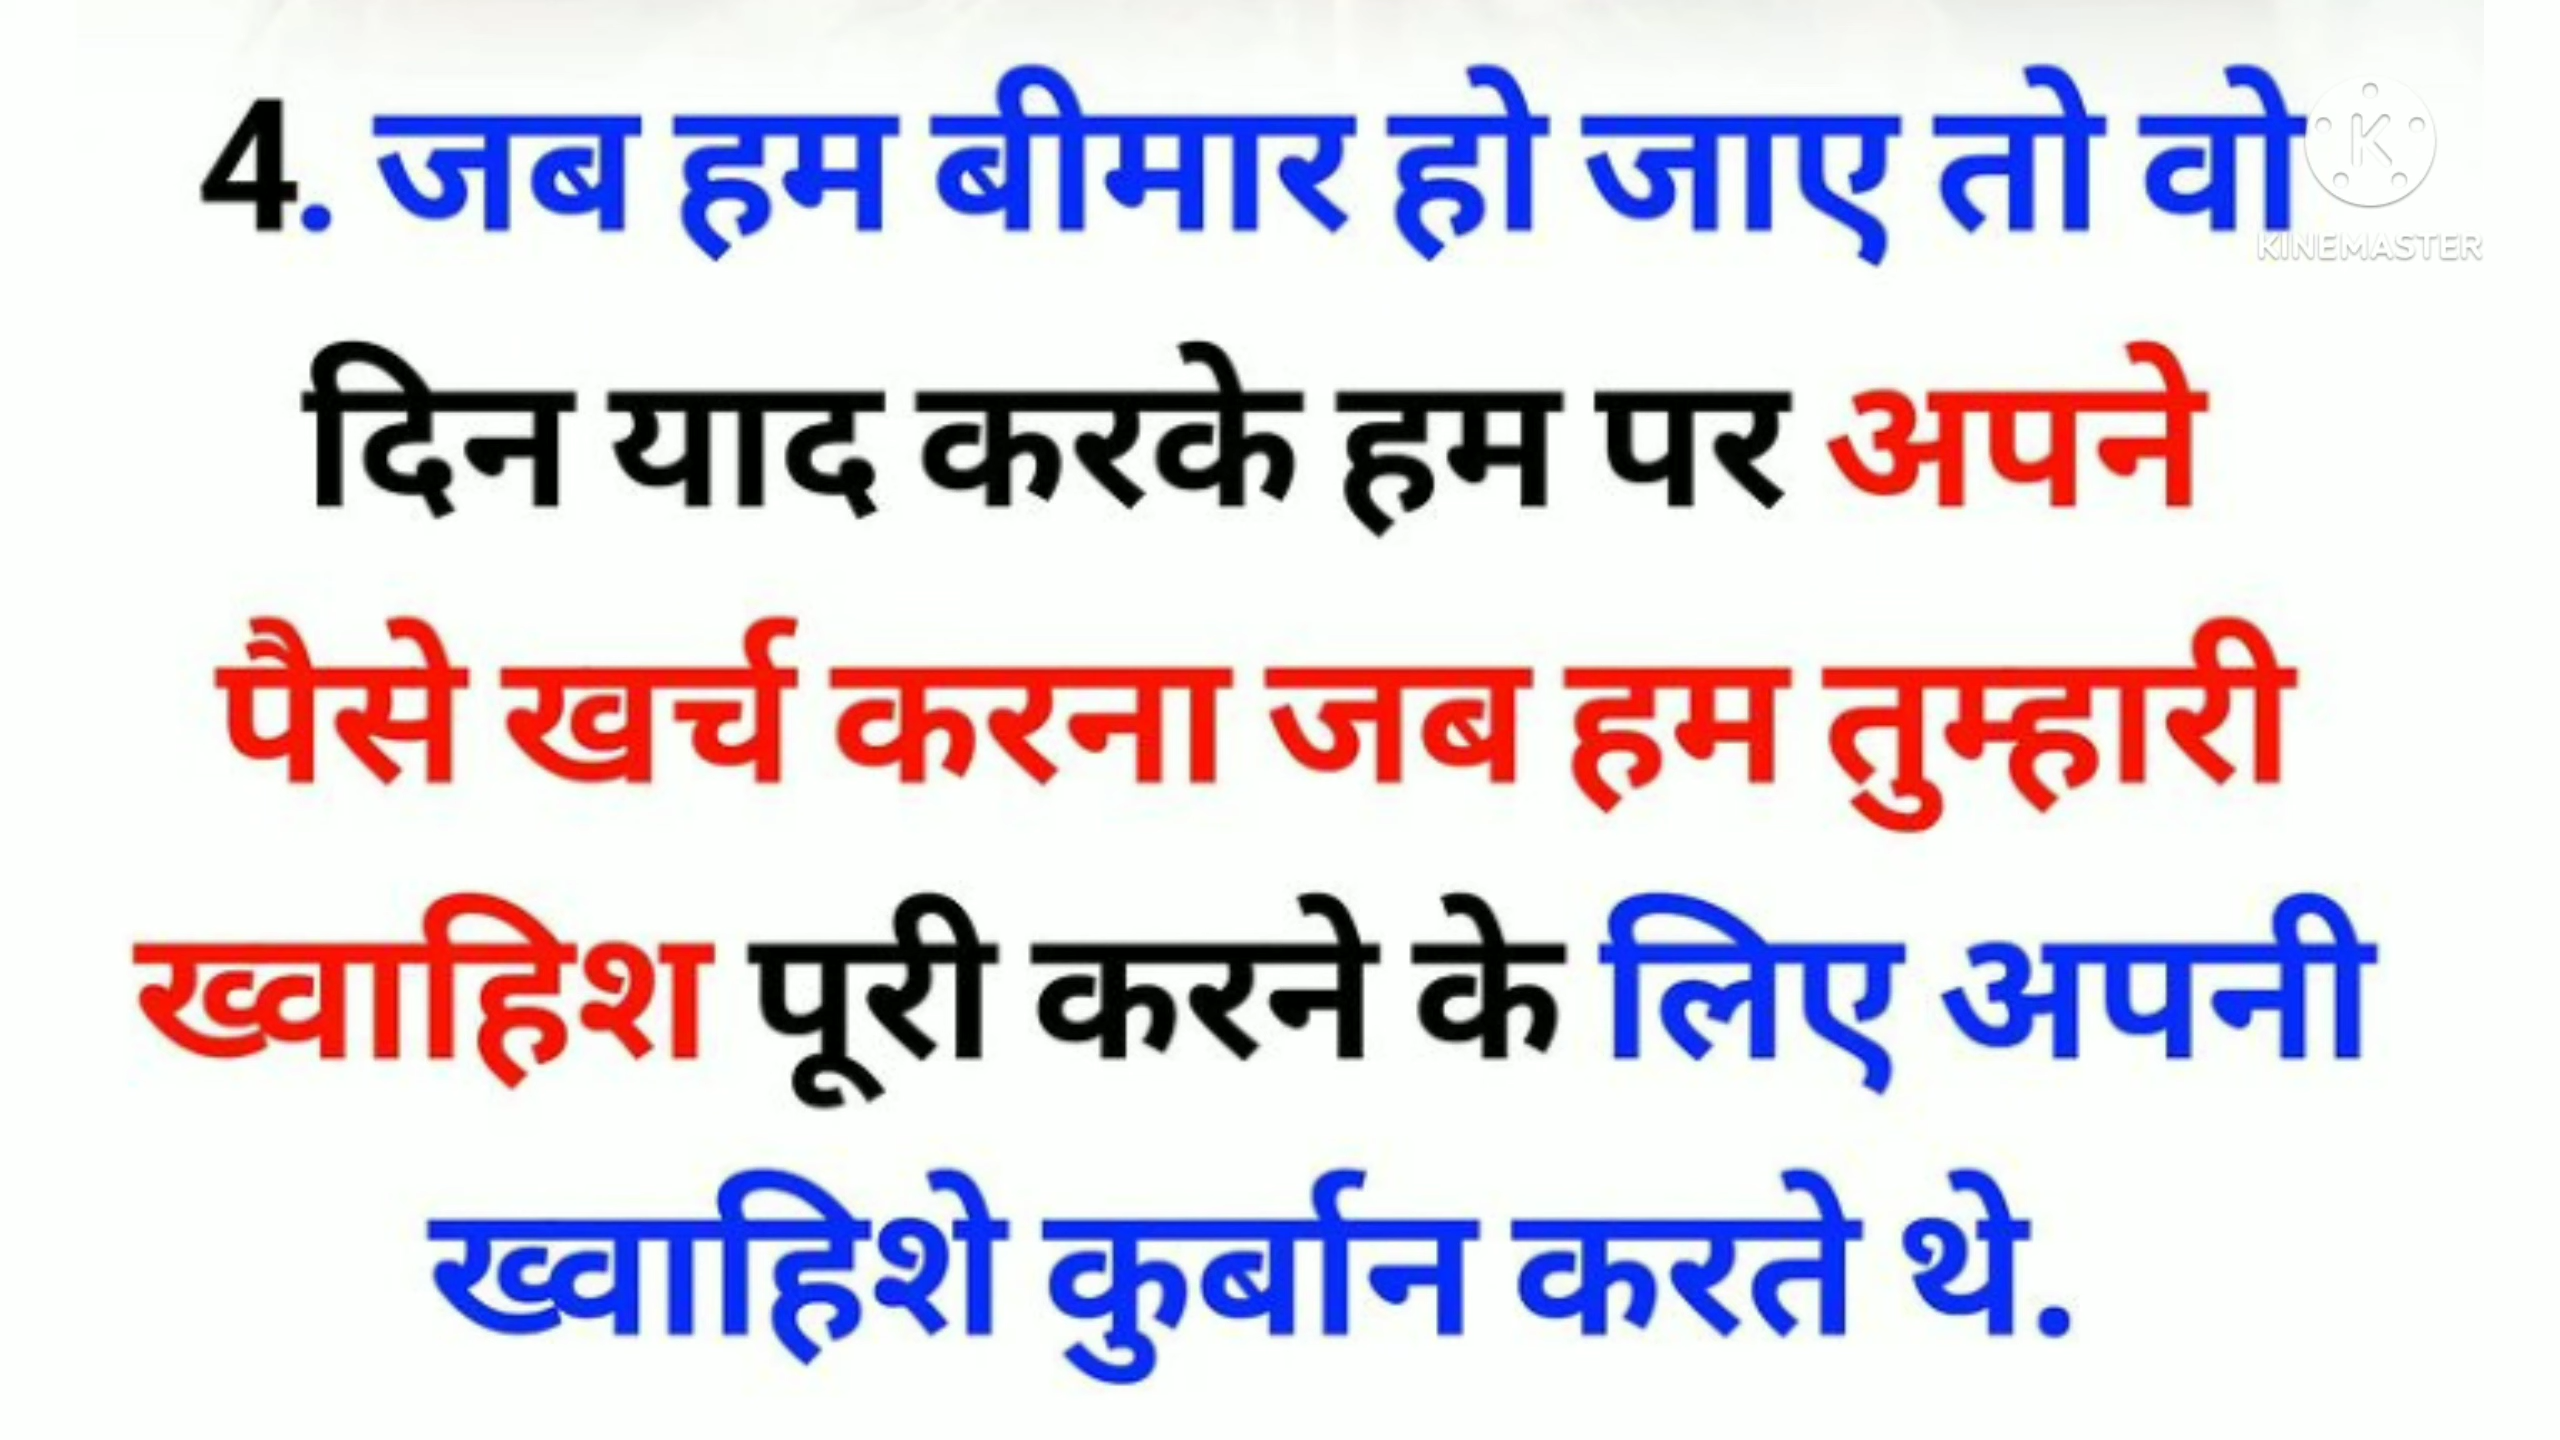 4. जब हम बीमार हो जाए तो वो
KINEMASTER
दिन याद करके हम पर अपने
पैसे खर्च करना जब हम तुम्हारी
ख्वाहिश पूरी करने के लिए अपनी
ख्वाहिशे कुर्बान करते थे.